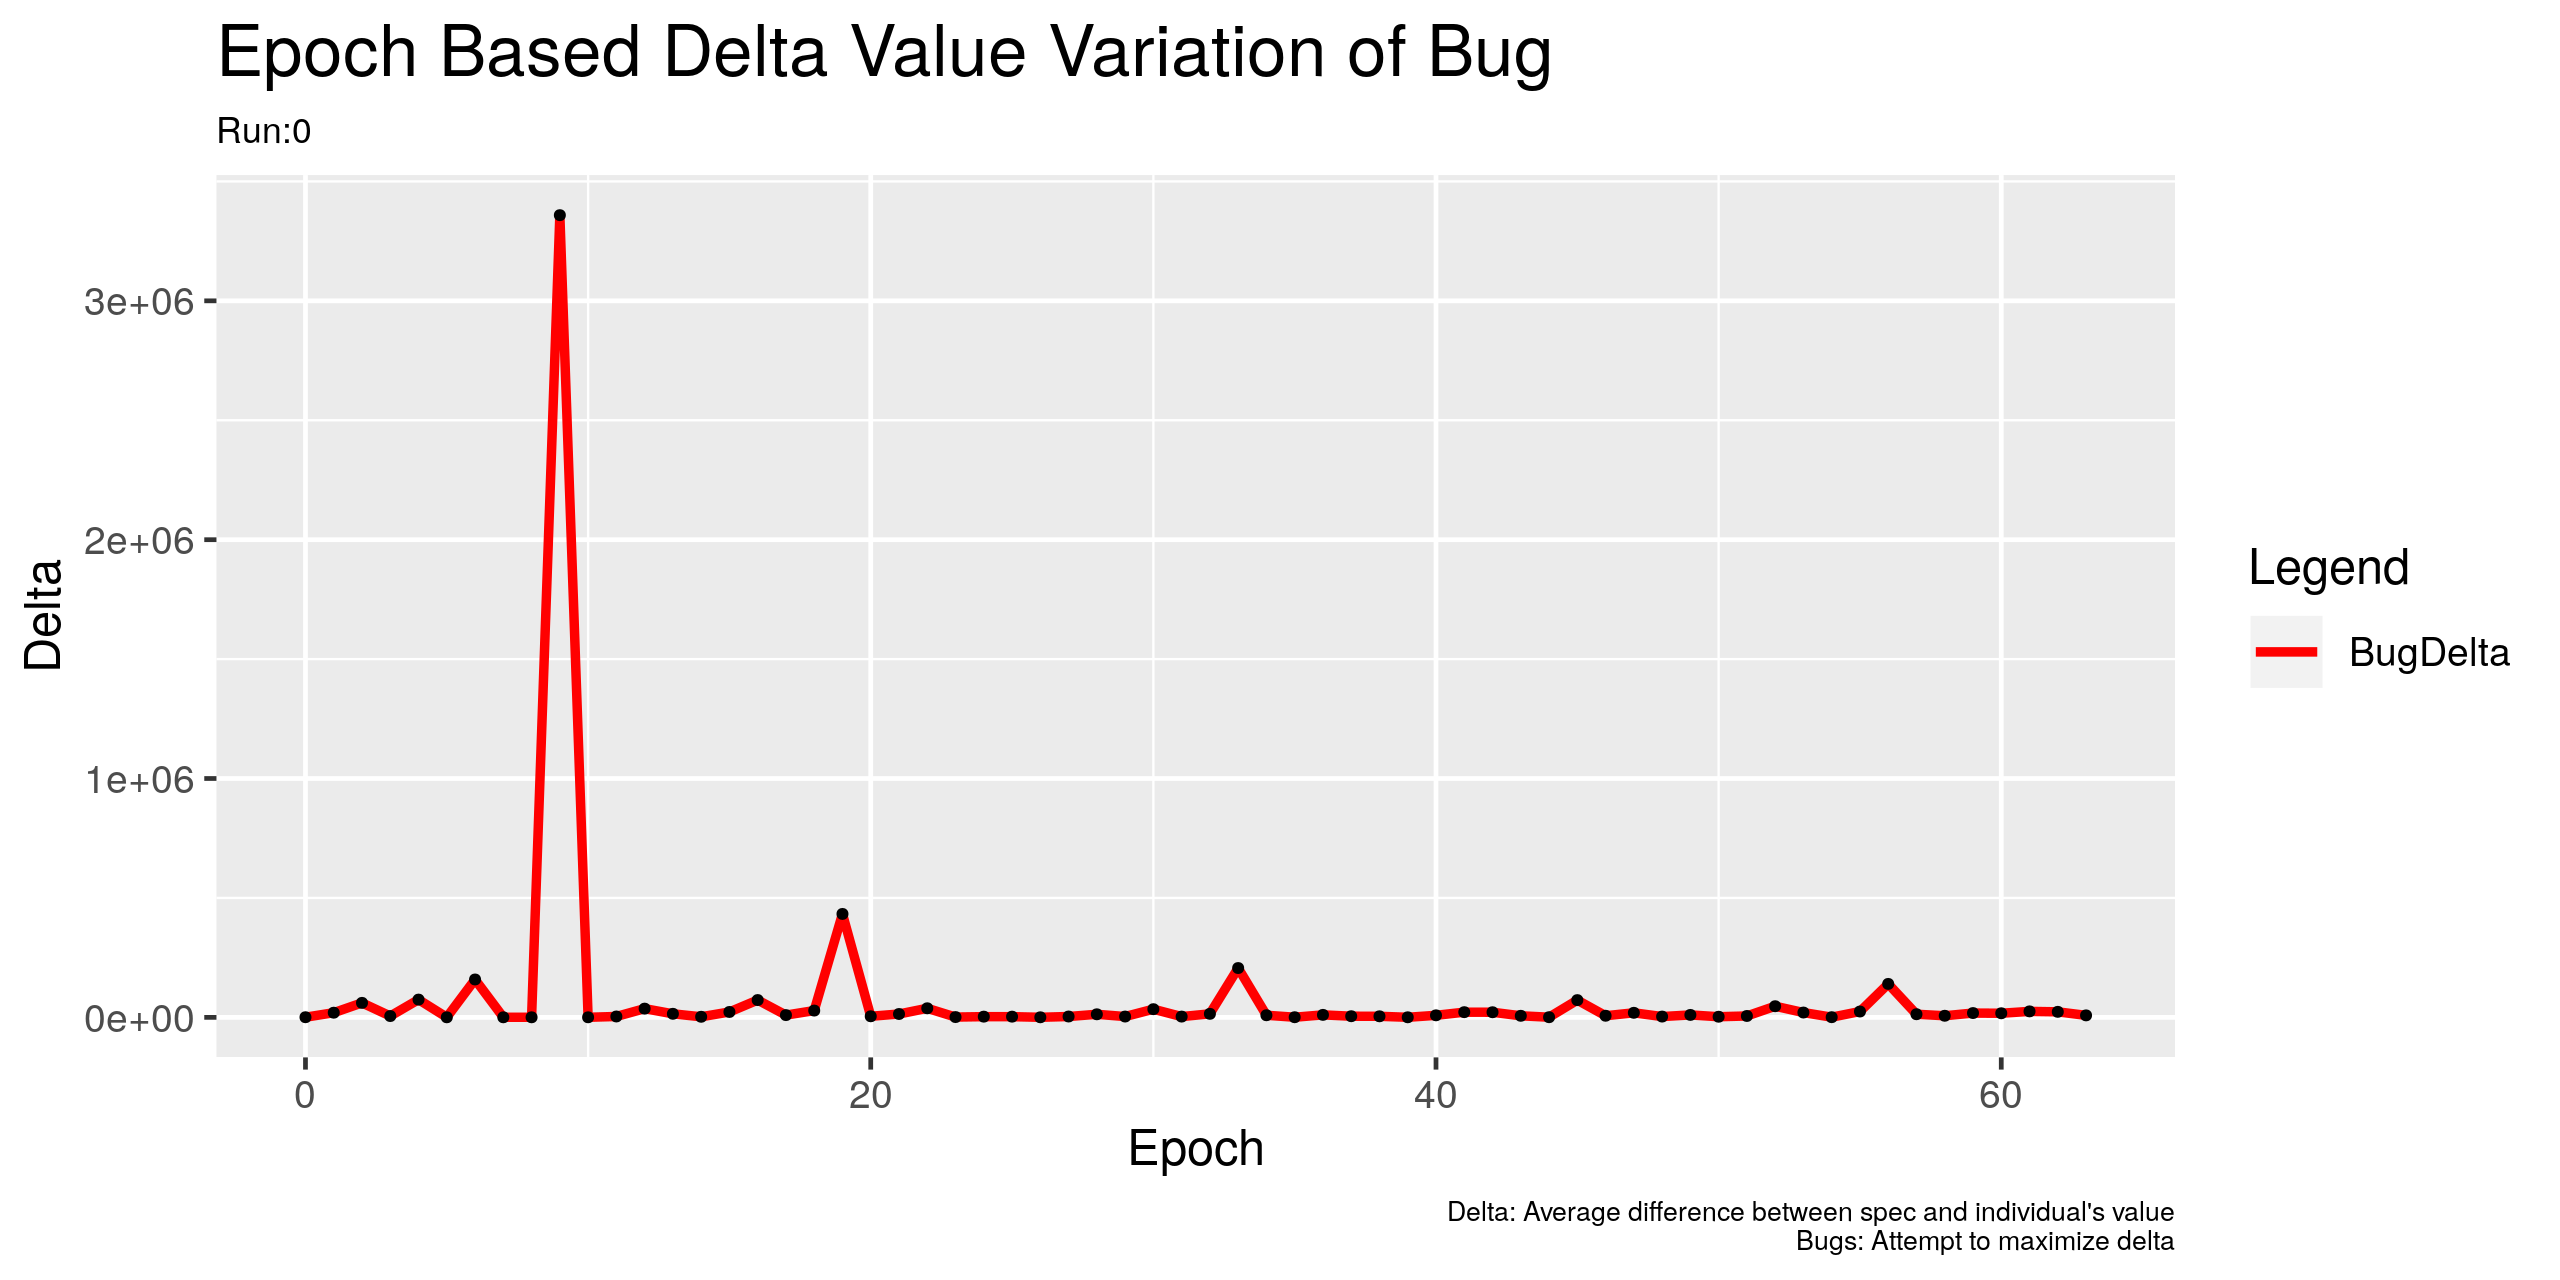 Epoch Based Delta Value Variation of Bug
Run:0
3e+06
2e+06
1e+06
0e+00
Delta
0
20
40
60
Epoch
Legend
BugDelta
Delta: Average difference between spec and individual's value
Bugs: Attempt to maximize delta